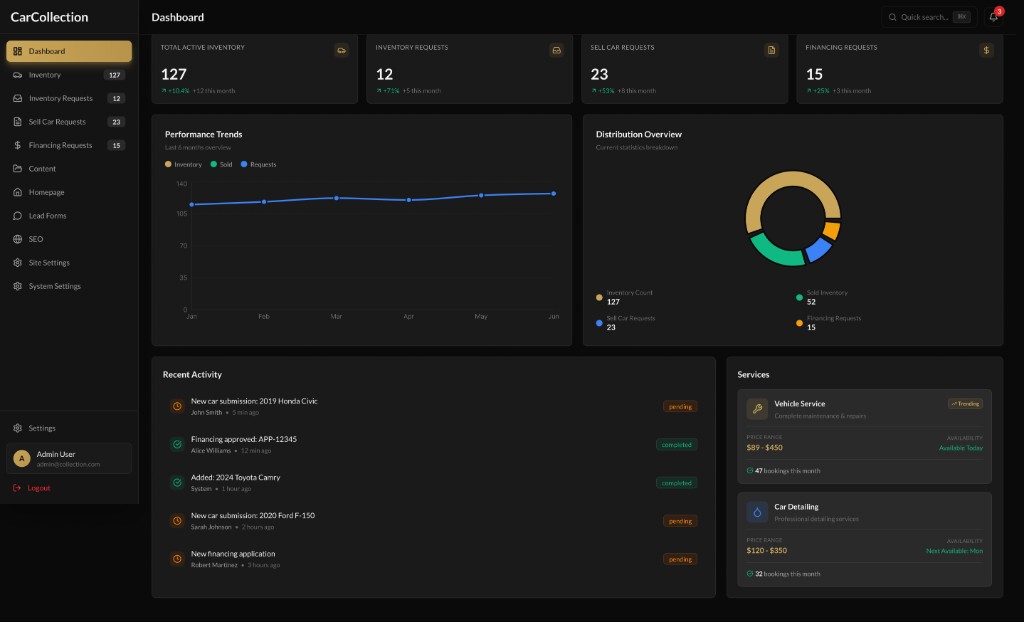 CarCollection
Dashboard
Quick search...
⌘K
3
Dashboard
Inventory 127
Inventory Requests 12
Sell Car Requests 23
Financing Requests 15
Content
Homepage
Lead Forms
SEO
Site Settings
System Settings
Settings
A
Admin User
admin@collection.com
Logout
TOTAL ACTIVE INVENTORY
127
+10.4% +12 this month
INVENTORY REQUESTS
12
+71% +5 this month
SELL CAR REQUESTS
23
+53% +8 this month
FINANCING REQUESTS
15
+25% +3 this month
Performance Trends
Last 6 months overview
Inventory Sold Requests
140
105
70
35
0
Jan Feb Mar Apr May Jun
Distribution Overview
Current statistics breakdown
Inventory Count
127
Sold Inventory
52
Sell Car Requests
23
Financing Requests
15
Recent Activity
New car submission: 2019 Honda Civic
John Smith • 5 min ago
pending
Financing approved: APP-12345
Alice Williams • 12 min ago
completed
Added: 2024 Toyota Camry
System • 1 hour ago
completed
New car submission: 2020 Ford F-150
Sarah Johnson • 2 hours ago
pending
New financing application
Robert Martinez • 3 hours ago
pending
Services
Vehicle Service
Complete maintenance & repairs
Trending
PRICE RANGE
$89 - $450
AVAILABILITY
Available Today
47 bookings this month
Car Detailing
Professional detailing services
PRICE RANGE
$120 - $350
AVAILABILITY
Next Available: Mon
32 bookings this month